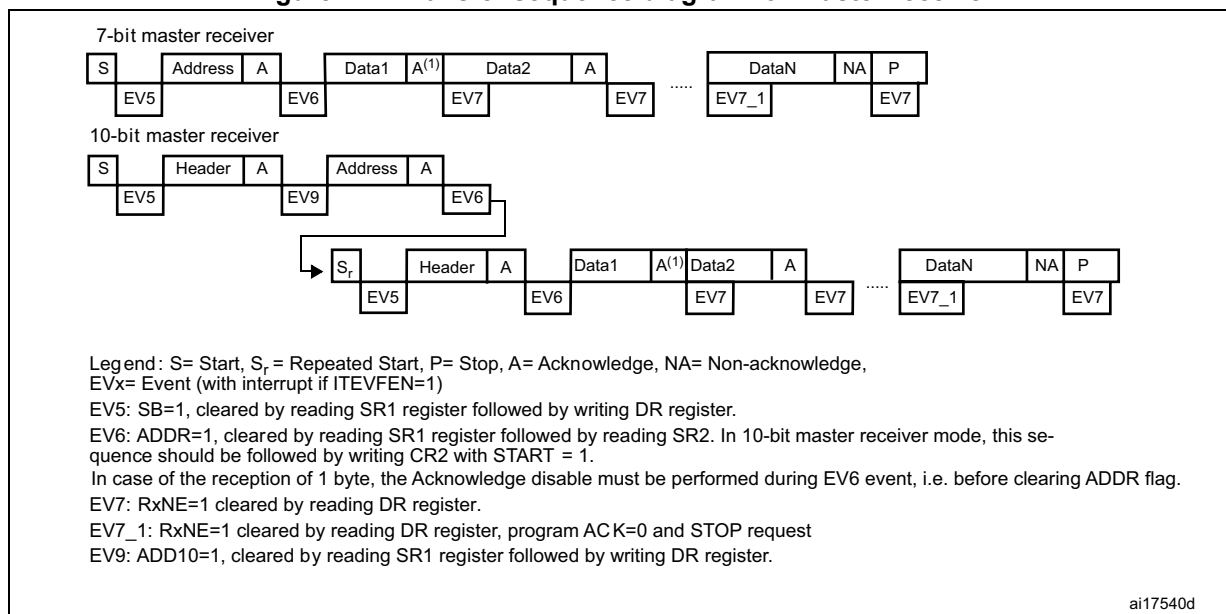 7-bit master receiver
S Address A Data1 A(1) Data2 A ..... DataN NA P
EV5 EV6 EV7 EV7 EV7_1 EV7
10-bit master receiver
S Header A Address A
EV5 EV9 EV6
Sr Header A Data1 A(1) Data2 A ..... DataN NA P
EV5 EV6 EV7 EV7 EV7_1 EV7
Legend: S= Start, Sr = Repeated Start, P= Stop, A= Acknowledge, NA= Non-acknowledge,
EVx= Event (with interrupt if ITEVFEN=1)
EV5: SB=1, cleared by reading SR1 register followed by writing DR register.
EV6: ADDR=1, cleared by reading SR1 register followed by reading SR2. In 10-bit master receiver mode, this se-
quence should be followed by writing CR2 with START = 1.
In case of the reception of 1 byte, the Acknowledge disable must be performed during EV6 event, i.e. before clearing ADDR flag.
EV7: RxNE=1 cleared by reading DR register.
EV7_1: RxNE=1 cleared by reading DR register, program ACK=0 and STOP request
EV9: ADD10=1, cleared by reading SR1 register followed by writing DR register.
ai17540d